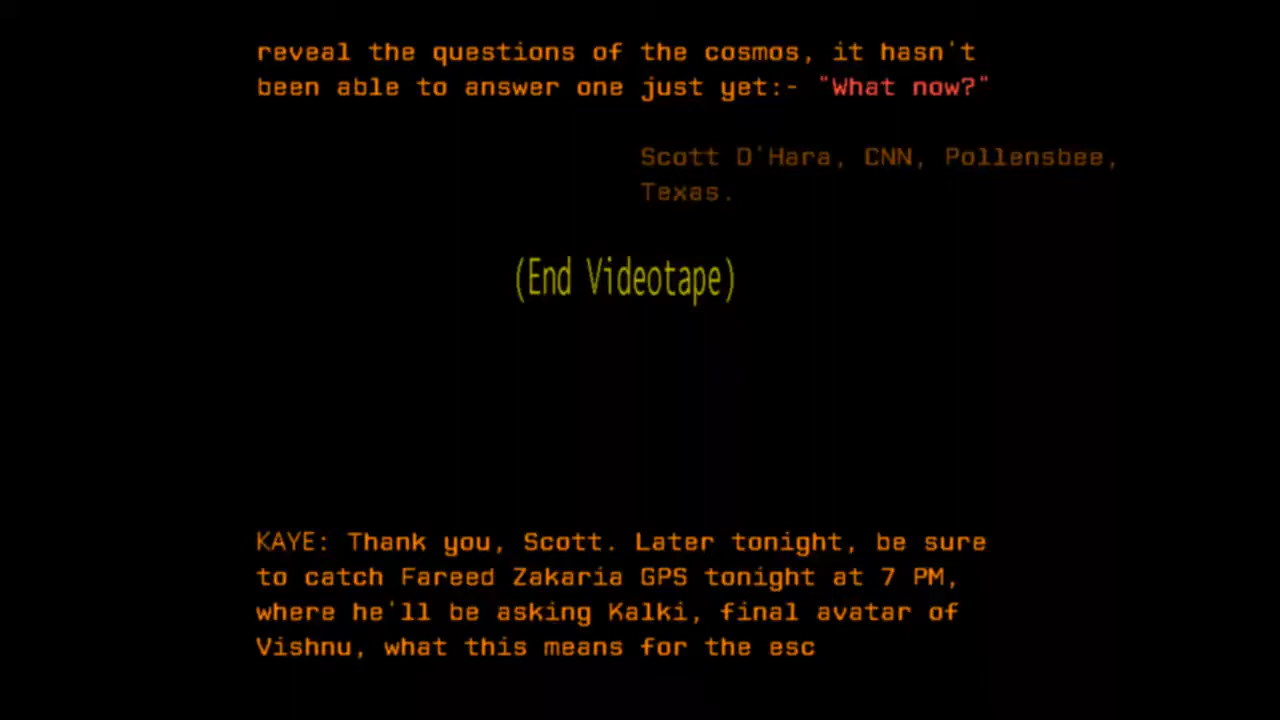 reveal the questions of the cosmos, it hasn't
been able to answer one just yet:- "What now?"
Scott O'Hara, CNN, Pollensbee,
Texas.
(End Videotape)
KAYE: Thank you, Scott. Later tonight, be sure
to catch Fareed Zakaria GPS tonight at 7 PM,
where he'll be asking Kalki, final avatar of
Vishnu, what this means for the esc